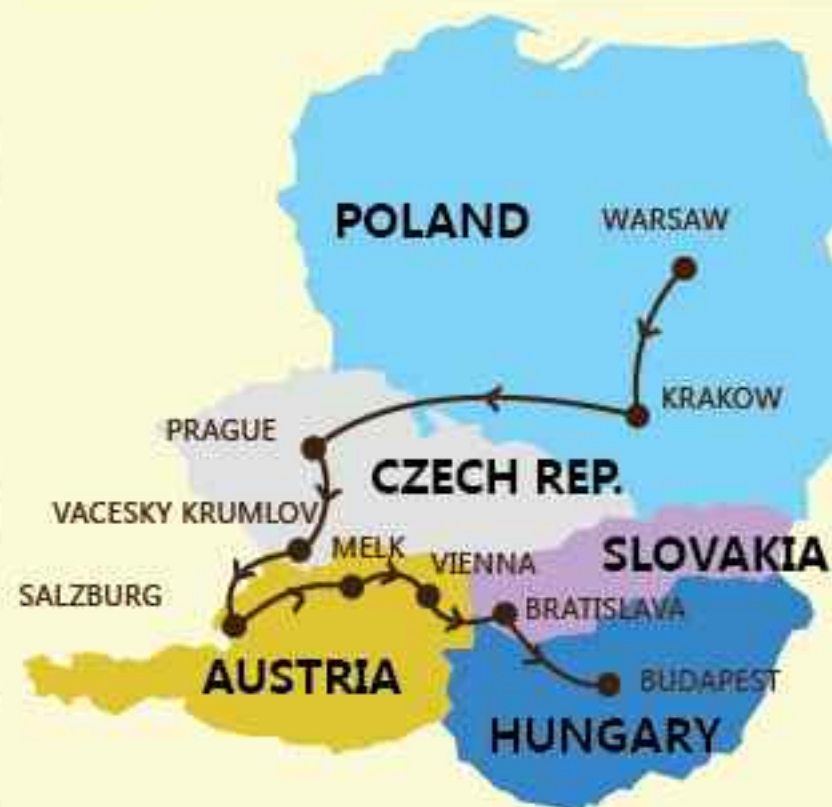 POLAND
WARSAW
KRAKOW
PRAGUE
CZECH REP.
VACESKY KRUMLOV
MELK
VIENNA
SLOVAKIA
SALZBURG
BRATISLAVA
AUSTRIA
BUDAPEST
HUNGARY